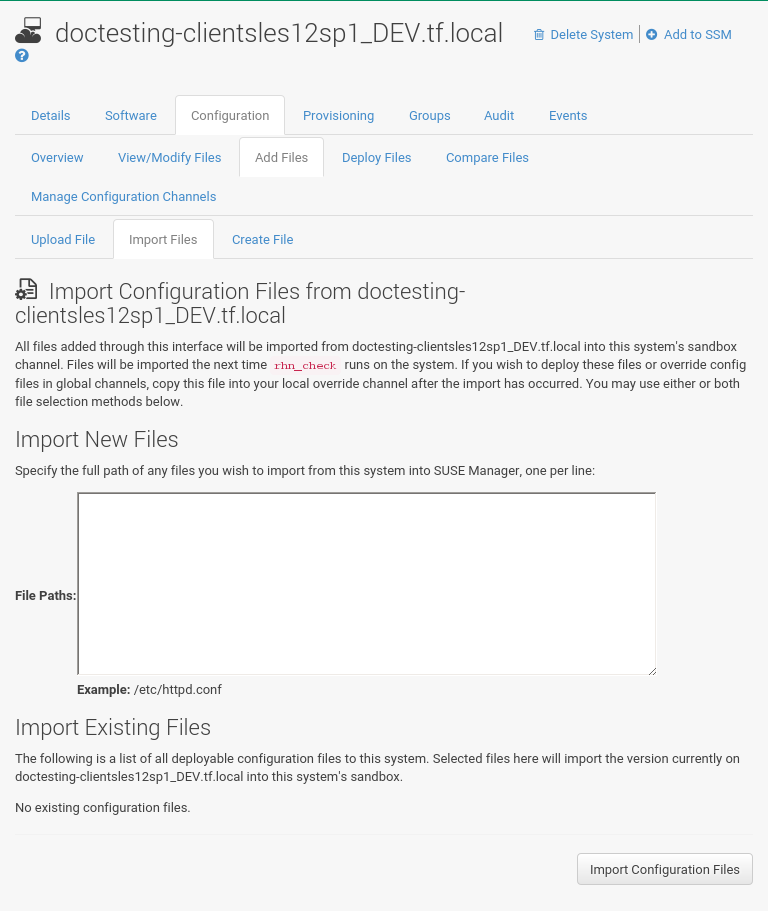 doctesting-clientsles12sp1_DEV.tf.local
Delete System
Add to SSM
Details Software Configuration Provisioning Groups Audit Events
Overview View/Modify Files Add Files Deploy Files Compare Files
Manage Configuration Channels
Upload File Import Files Create File
Import Configuration Files from doctesting-
clientsles12sp1_DEV.tf.local
All files added through this interface will be imported from doctesting-clientsles12sp1_DEV.tf.local into this system's sandbox
channel. Files will be imported the next time rhn_check runs on the system. If you wish to deploy these files or override config
files in global channels, copy this file into your local override channel after the import has occurred. You may use either or both
file selection methods below.
Import New Files
Specify the full path of any files you wish to import from this system into SUSE Manager, one per line:
File Paths:
Example: /etc/httpd.conf
Import Existing Files
The following is a list of all deployable configuration files to this system. Selected files here will import the version currently on
doctesting-clientsles12sp1_DEV.tf.local into this system's sandbox.
No existing configuration files.
Import Configuration Files